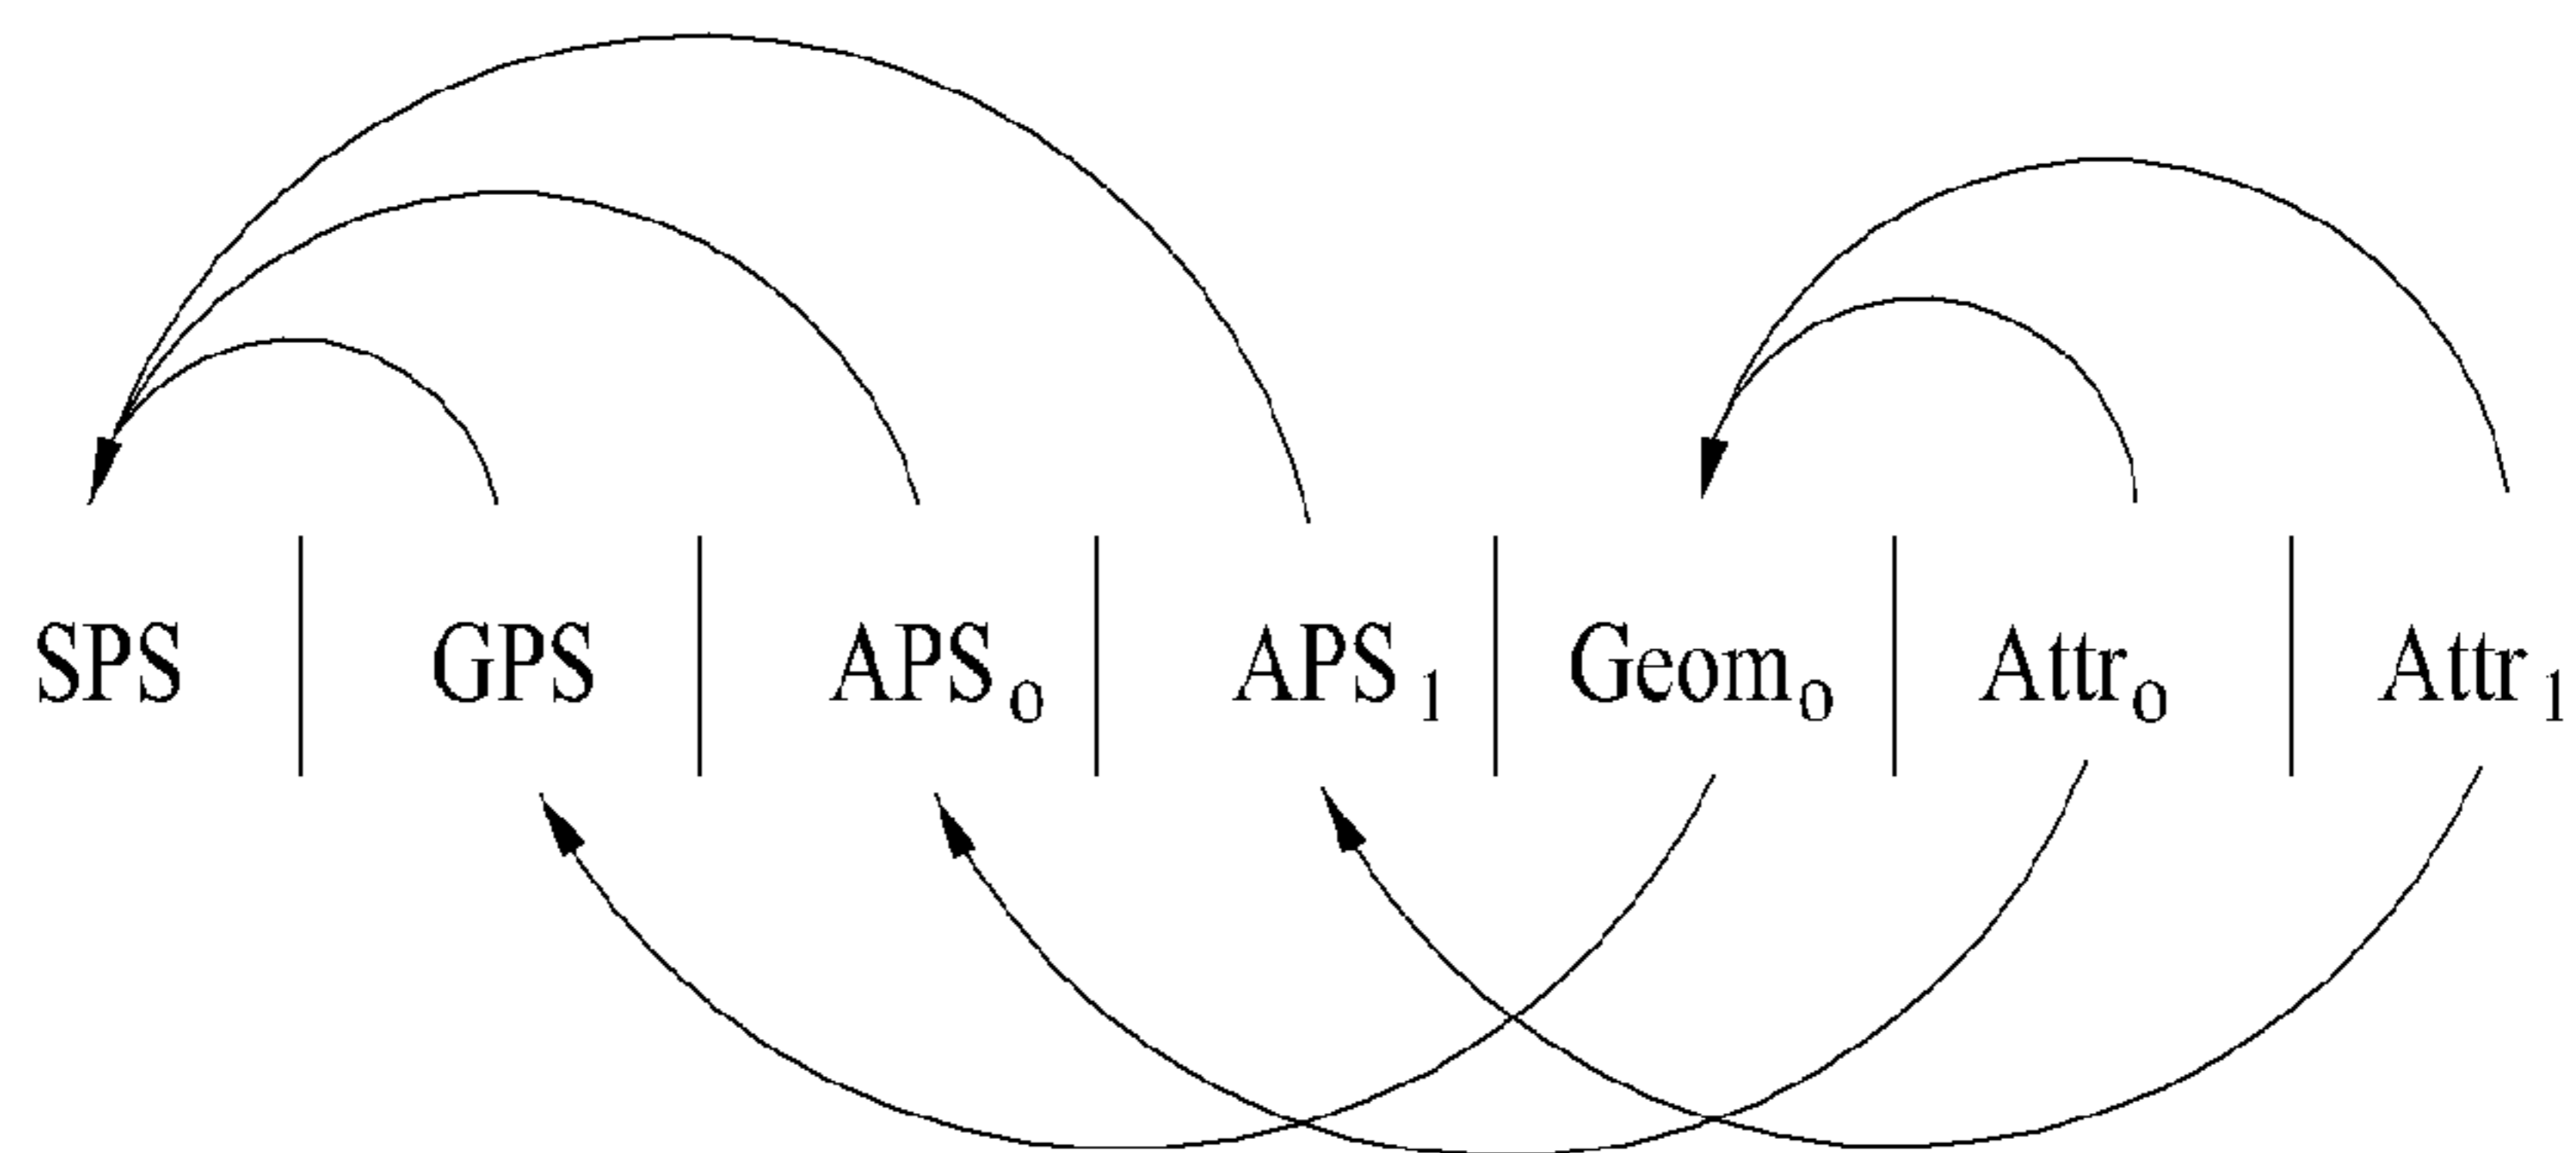 SPS | GPS | APS₀ | APS₁ | Geom₀ | Attr₀ | Attr₁